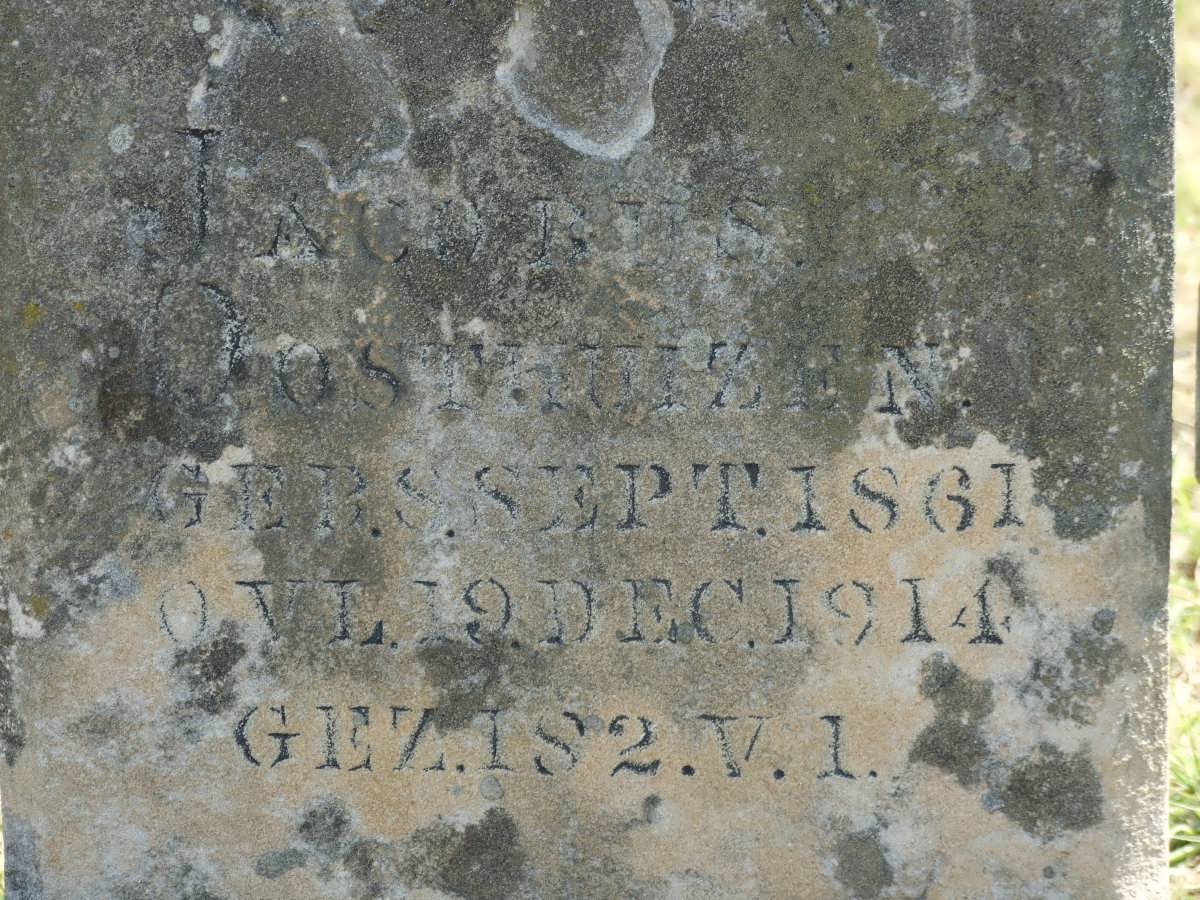 JACOBUS.
OOSTHUIZEN.
GEB.8.SEPT.1861
OVL.19.DEC.1914
GEZ.182.V.1.